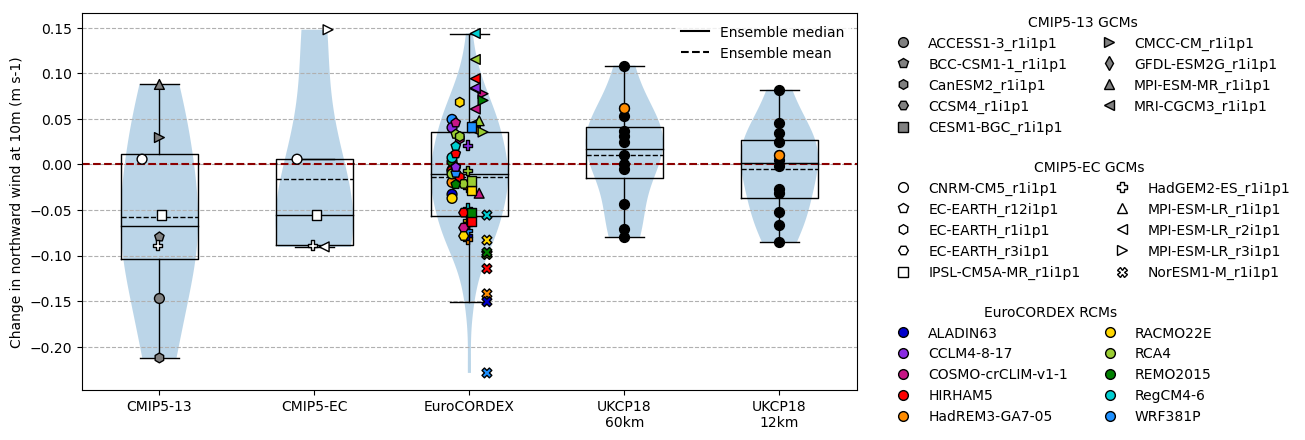 Change in northward wind at 10m (m s-1)
0.15
0.10
0.05
0.00
−0.05
−0.10
−0.15
−0.20
CMIP5-13
CMIP5-EC
EuroCORDEX
UKCP18
60km
UKCP18
12km
Ensemble median
Ensemble mean
CMIP5-13 GCMs
ACCESS1-3_r1i1p1
BCC-CSM1-1_r1i1p1
CanESM2_r1i1p1
CCSM4_r1i1p1
CESM1-BGC_r1i1p1
CMCC-CM_r1i1p1
GFDL-ESM2G_r1i1p1
MPI-ESM-MR_r1i1p1
MRI-CGCM3_r1i1p1
CMIP5-EC GCMs
CNRM-CM5_r1i1p1
EC-EARTH_r12i1p1
EC-EARTH_r1i1p1
EC-EARTH_r3i1p1
IPSL-CM5A-MR_r1i1p1
HadGEM2-ES_r1i1p1
MPI-ESM-LR_r1i1p1
MPI-ESM-LR_r2i1p1
MPI-ESM-LR_r3i1p1
NorESM1-M_r1i1p1
EuroCORDEX RCMs
ALADIN63
CCLM4-8-17
COSMO-crCLIM-v1-1
HIRHAM5
HadREM3-GA7-05
RACMO22E
RCA4
REMO2015
RegCM4-6
WRF381P